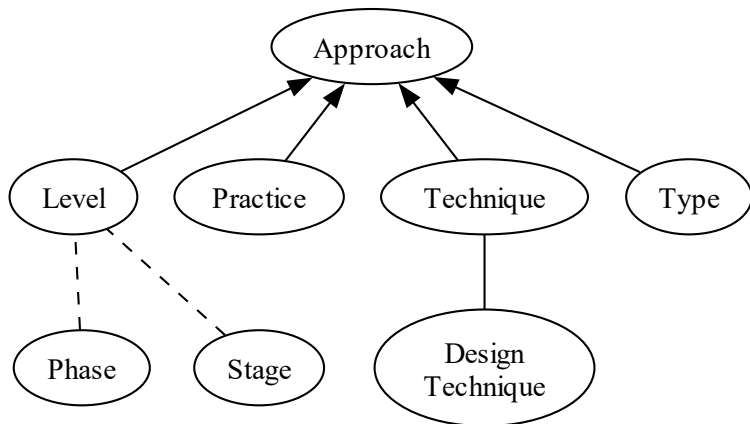 Approach
Level
Practice
Technique
Type
Phase
Stage
Design
Technique